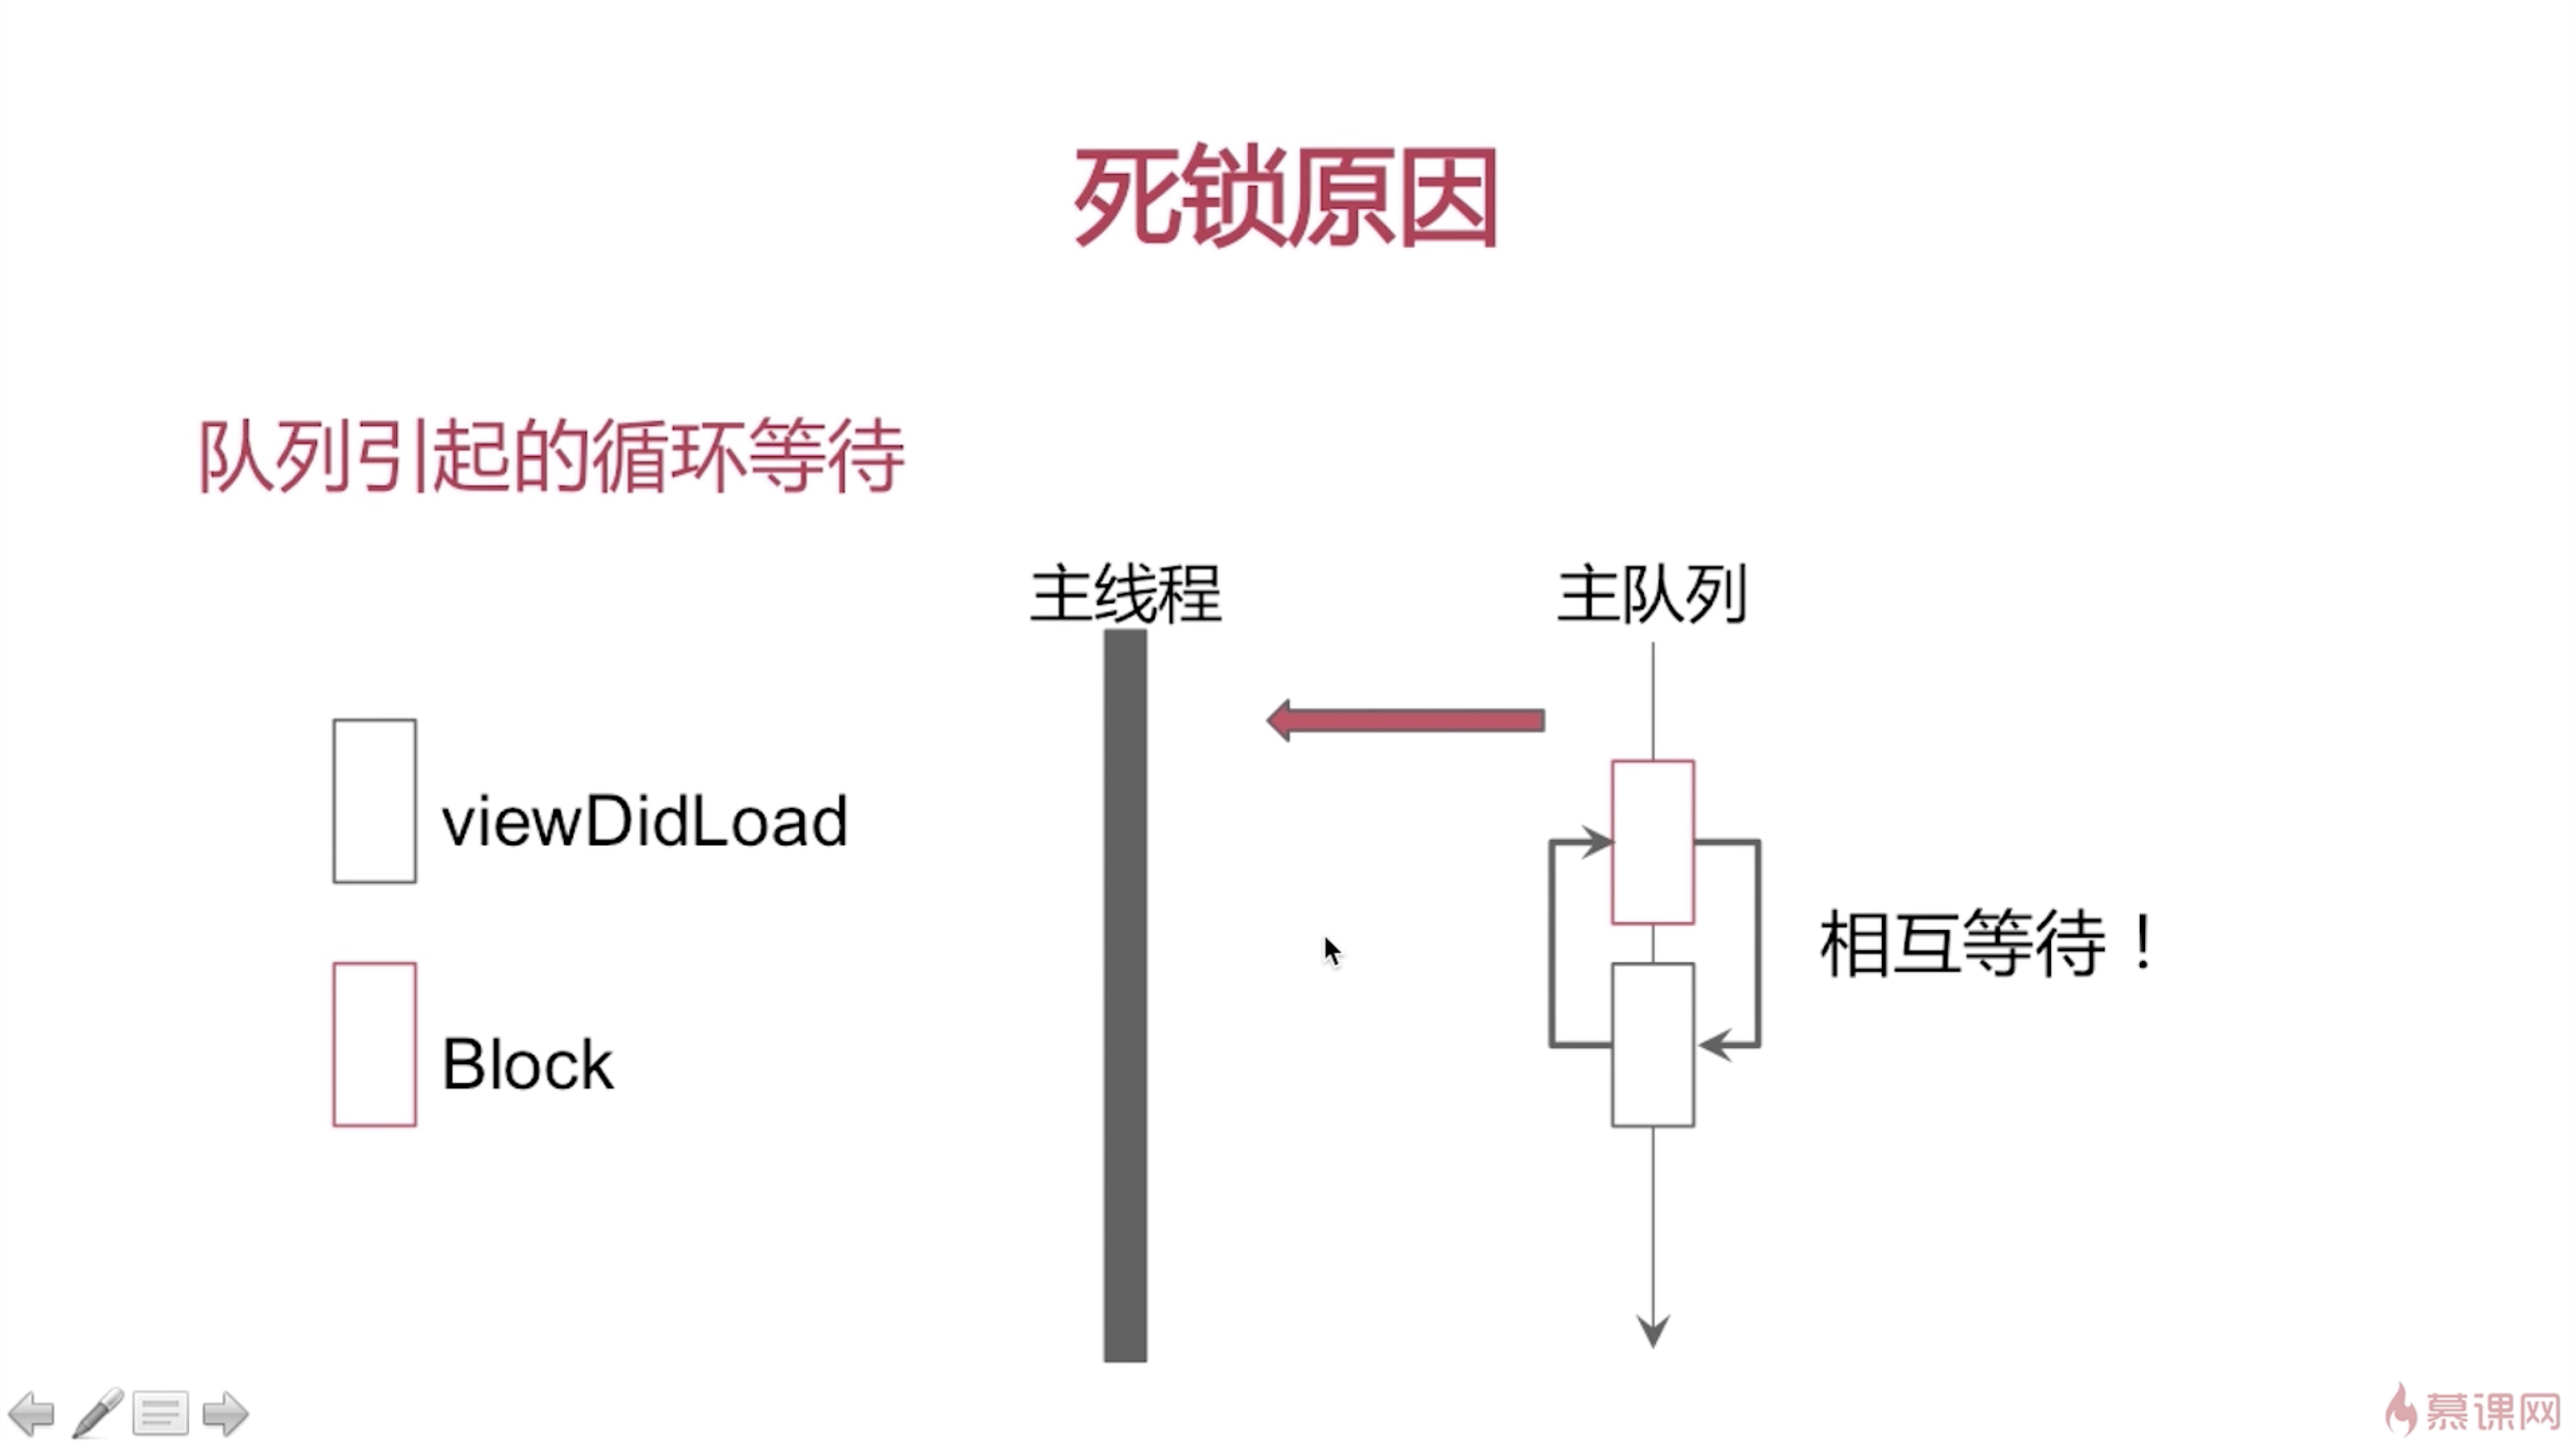 死锁原因
队列引起的循环等待
主线程
主队列
viewDidLoad
相互等待！
Block
慕课网